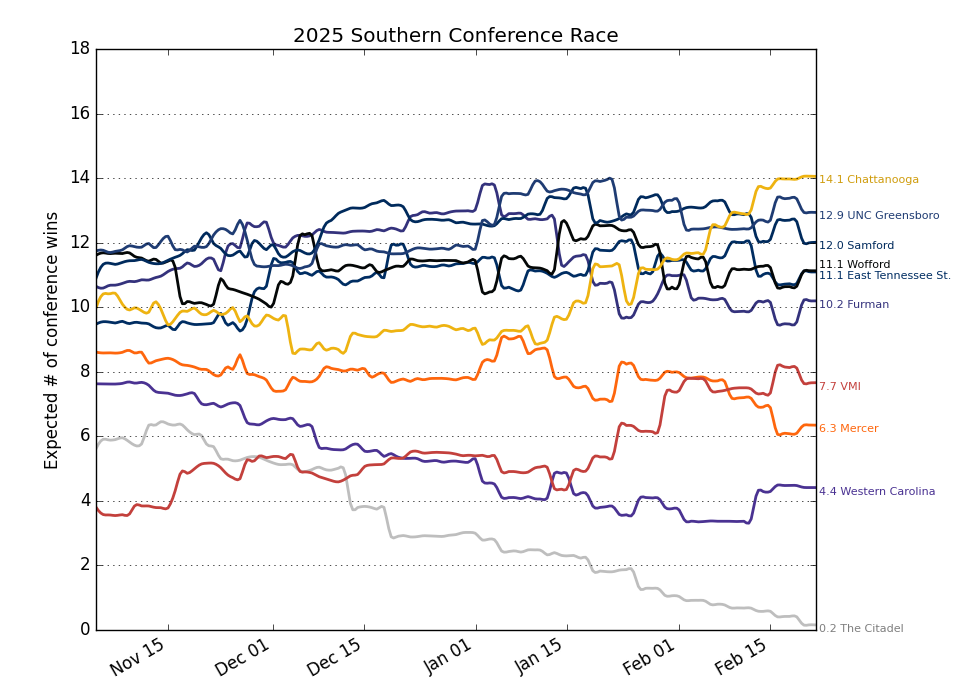 2025 Southern Conference Race
Expected # of conference wins
18
16
14
12
10
8
6
4
2
0
14.1 Chattanooga
12.9 UNC Greensboro
12.0 Samford
11.1 Wofford
11.1 East Tennessee St.
10.2 Furman
7.7 VMI
6.3 Mercer
4.4 Western Carolina
0.2 The Citadel
Nov 15
Dec 01
Dec 15
Jan 01
Jan 15
Feb 01
Feb 15